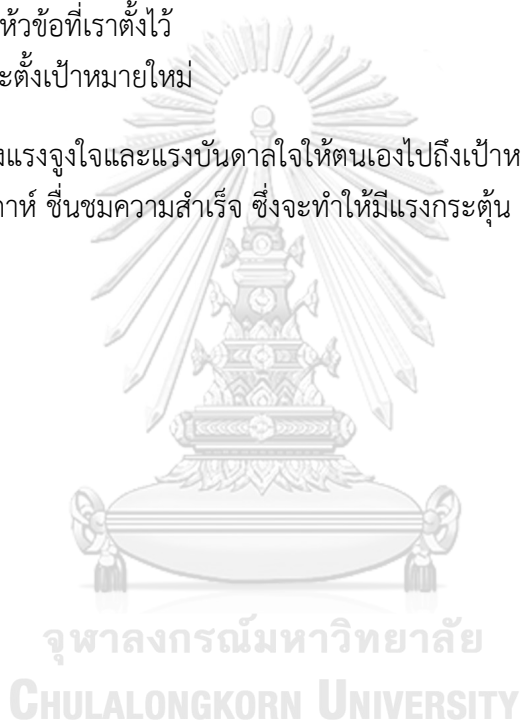 หัวข้อที่เราตั้งไว้
ะตั้งเป้าหมายใหม่
งแรงจูงใจและแรงบันดาลใจให้ตนเองไปถึงเป้าห
าห์ ชื่นชมความสำเร็จ ซึ่งจะทำให้มีแรงกระตุ้น
จุฬาลงกรณ์มหาวิทยาลัย
CHULALONGKORN UNIVERSITY